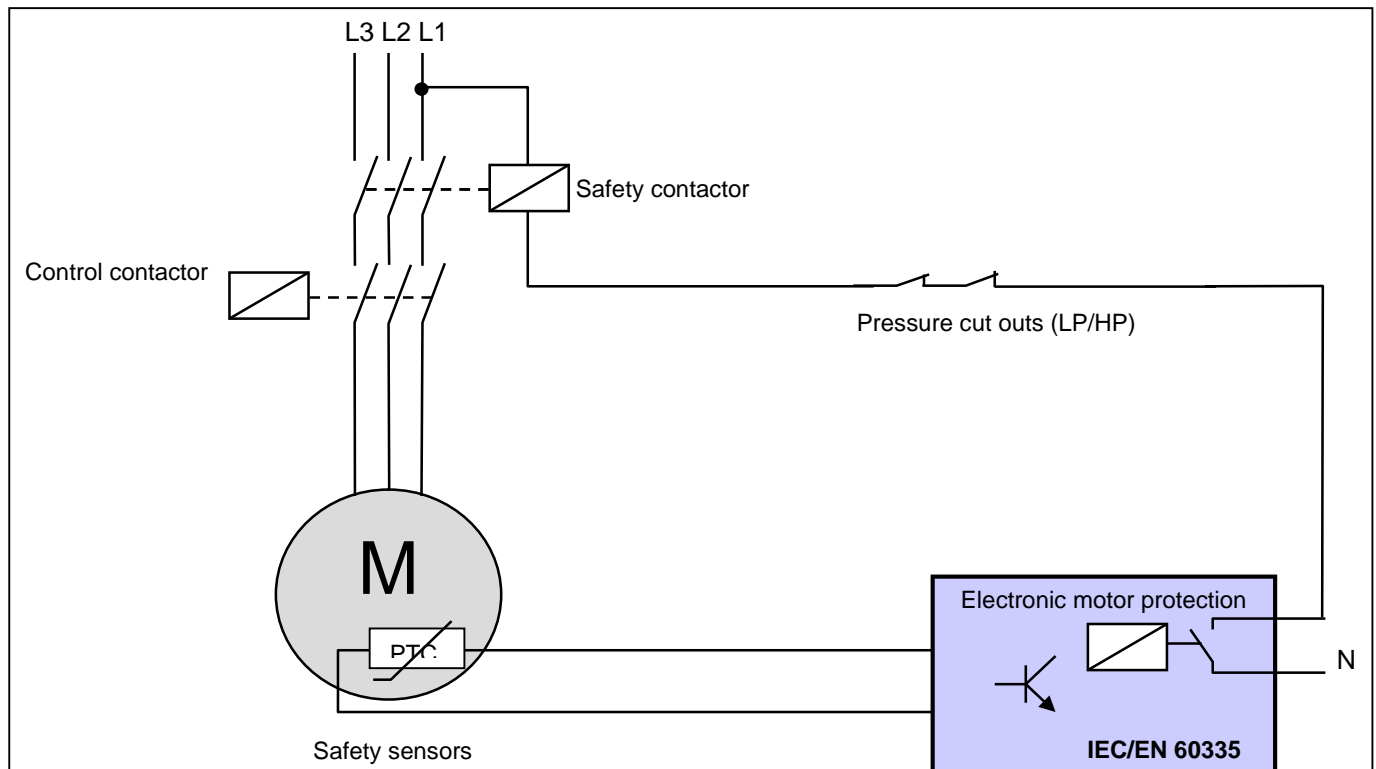 L3 L2 L1
Safety contactor
Control contactor
Pressure cut outs (LP/HP)
M
Electronic motor protection
PTC
N
Safety sensors
IEC/EN 60335